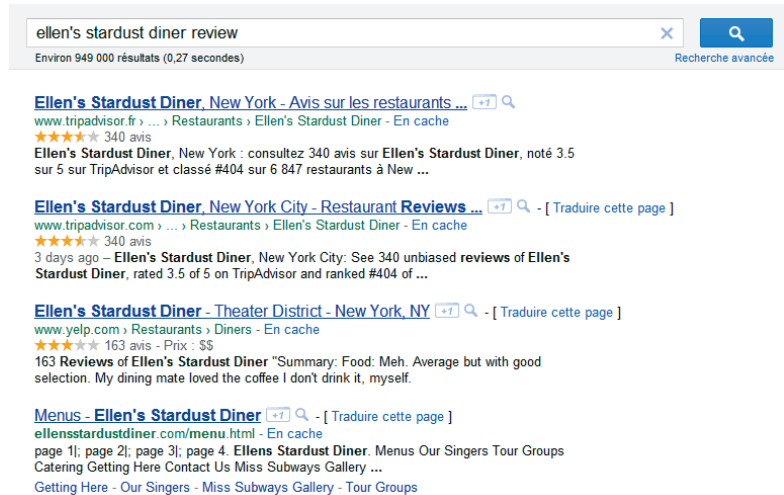 ellen's stardust diner review
Environ 949 000 résultats (0,27 secondes)
Recherche avancée
Ellen's Stardust Diner, New York - Avis sur les restaurants ... +1
www.tripadvisor.fr › ... › Restaurants › Ellen's Stardust Diner - En cache
340 avis
Ellen's Stardust Diner, New York : consultez 340 avis sur Ellen's Stardust Diner, noté 3.5
sur 5 sur TripAdvisor et classé #404 sur 6 847 restaurants à New ...
Ellen's Stardust Diner, New York City - Restaurant Reviews ... +1 - [ Traduire cette page ]
www.tripadvisor.com › ... › Restaurants › Ellen's Stardust Diner - En cache
340 avis
3 days ago – Ellen's Stardust Diner, New York City: See 340 unbiased reviews of Ellen's
Stardust Diner, rated 3.5 of 5 on TripAdvisor and ranked #404 of ...
Ellen's Stardust Diner - Theater District - New York, NY +1 - [ Traduire cette page ]
www.yelp.com › Restaurants › Diners - En cache
163 avis - Prix : $$
163 Reviews of Ellen's Stardust Diner "Summary: Food: Meh. Average but with good
selection. My dining mate loved the coffee I don't drink it, myself.
Menus - Ellen's Stardust Diner +1 - [ Traduire cette page ]
ellensstardustdiner.com/menu.html - En cache
page 1|; page 2|; page 3|; page 4. Ellens Stardust Diner. Menus Our Singers Tour Groups
Catering Getting Here Contact Us Miss Subways Gallery ...
Getting Here - Our Singers - Miss Subways Gallery - Tour Groups